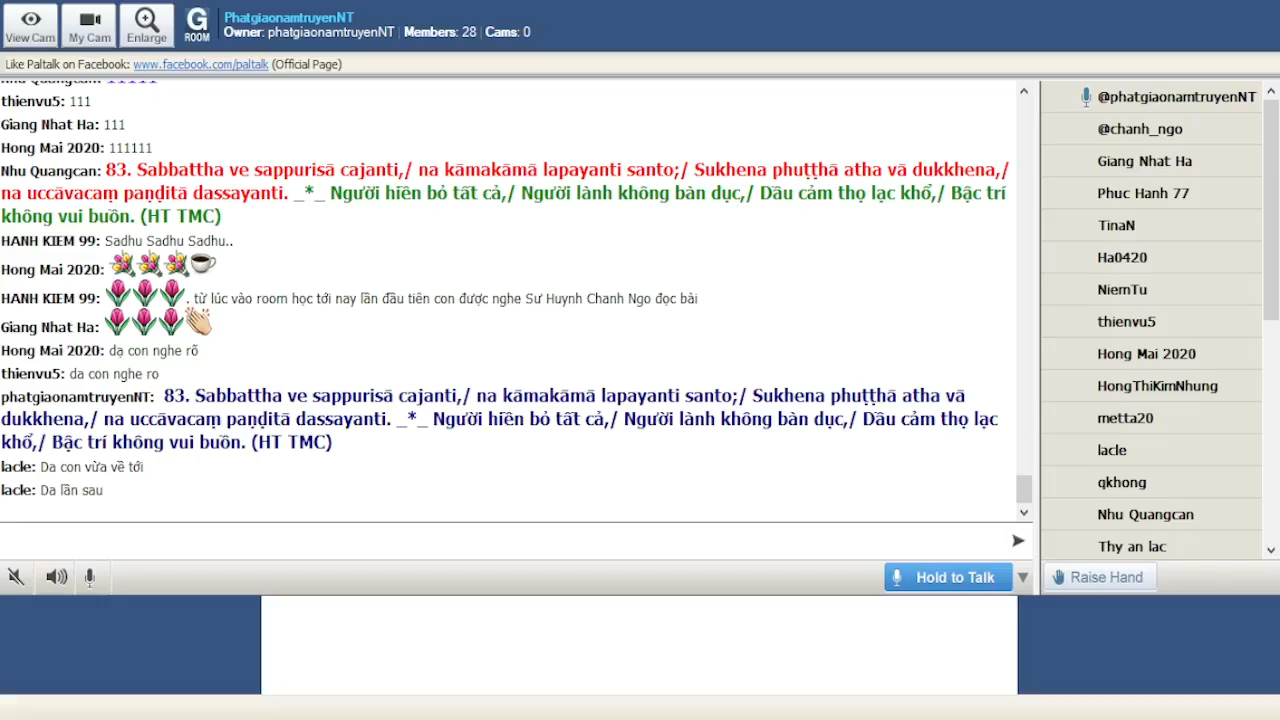 View Cam
My Cam
Enlarge
G
ROOM
PhatgiaonamtruyenNT
Owner: phatgiaonamtruyenNT | Members: 28 | Cams: 0
Like Paltalk on Facebook: www.facebook.com/paltalk (Official Page)
Nhu Quangcan: 11111
thienvu5: 111
Giang Nhat Ha: 111
Hong Mai 2020: 111111
Nhu Quangcan: 83. Sabbattha ve sappurisā cajanti,/ na kāmakāmā lapayanti santo;/ Sukhena phuṭṭhā atha vā dukkhena,/
na uccāvacaṃ paṇḍitā dassayanti. _*_ Người hiền bỏ tất cả,/ Người lành không bàn dục,/ Dầu cảm thọ lạc khổ,/ Bậc trí
không vui buồn. (HT TMC)
HANH KIEM 99: Sadhu Sadhu Sadhu..
Hong Mai 2020:
HANH KIEM 99: . từ lúc vào room học tới nay lần đầu tiên con được nghe Sư Huynh Chanh Ngo đọc bài
Giang Nhat Ha:
Hong Mai 2020: dạ con nghe rõ
thienvu5: da con nghe ro
phatgiaonamtruyenNT: 83. Sabbattha ve sappurisā cajanti,/ na kāmakāmā lapayanti santo;/ Sukhena phuṭṭhā atha vā
dukkhena,/ na uccāvacaṃ paṇḍitā dassayanti. _*_ Người hiền bỏ tất cả,/ Người lành không bàn dục,/ Dầu cảm thọ lạc
khổ,/ Bậc trí không vui buồn. (HT TMC)
lacle: Da con vừa về tới
lacle: Da lần sau
Hold to Talk
@phatgiaonamtruyenNT
@chanh_ngo
Giang Nhat Ha
Phuc Hanh 77
TinaN
Ha0420
NiemTu
thienvu5
Hong Mai 2020
HongThiKimNhung
metta20
lacle
qkhong
Nhu Quangcan
Thy an lac
Raise Hand